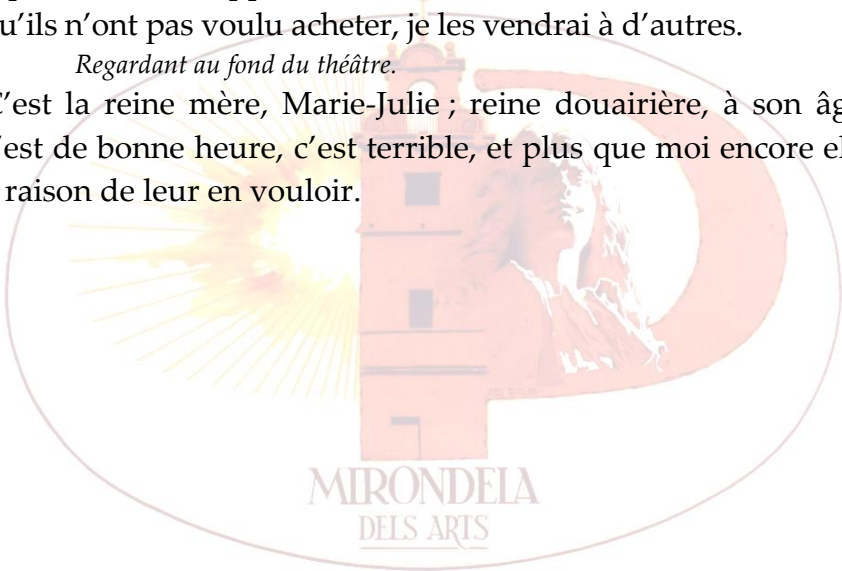 u'ils n'ont pas voulu acheter, je les vendrai à d'autres.
Regardant au fond du théâtre.
C'est la reine mère, Marie-Julie ; reine douairière, à son âg
'est de bonne heure, c'est terrible, et plus que moi encore el
raison de leur en vouloir.
MIRONDELA
DELS ARTS